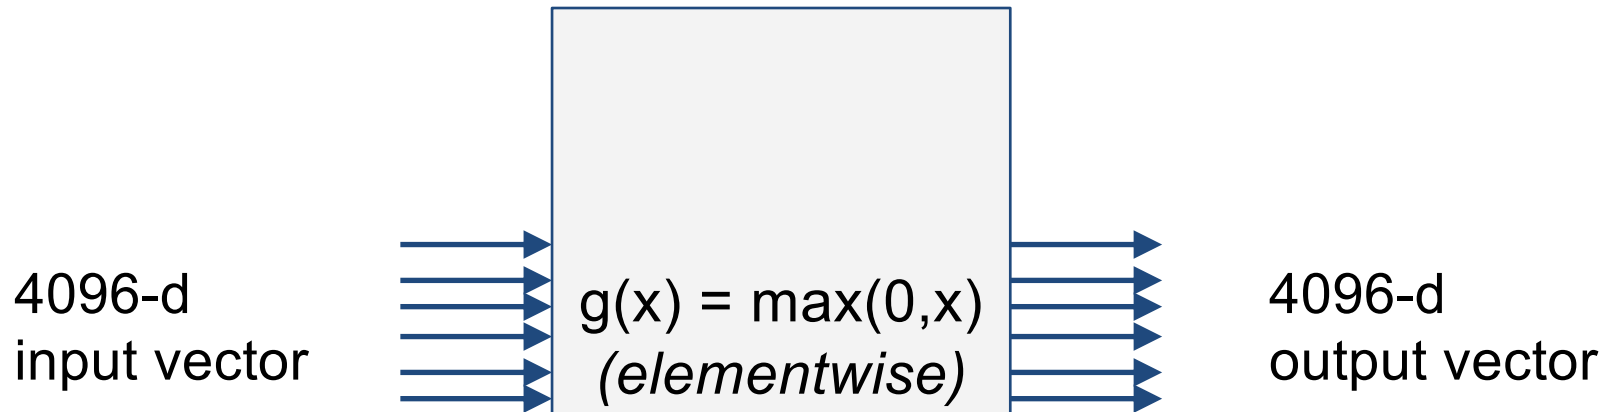 4096-d
input vector
g(x) = max(0,x)
(elementwise)
4096-d
output vector